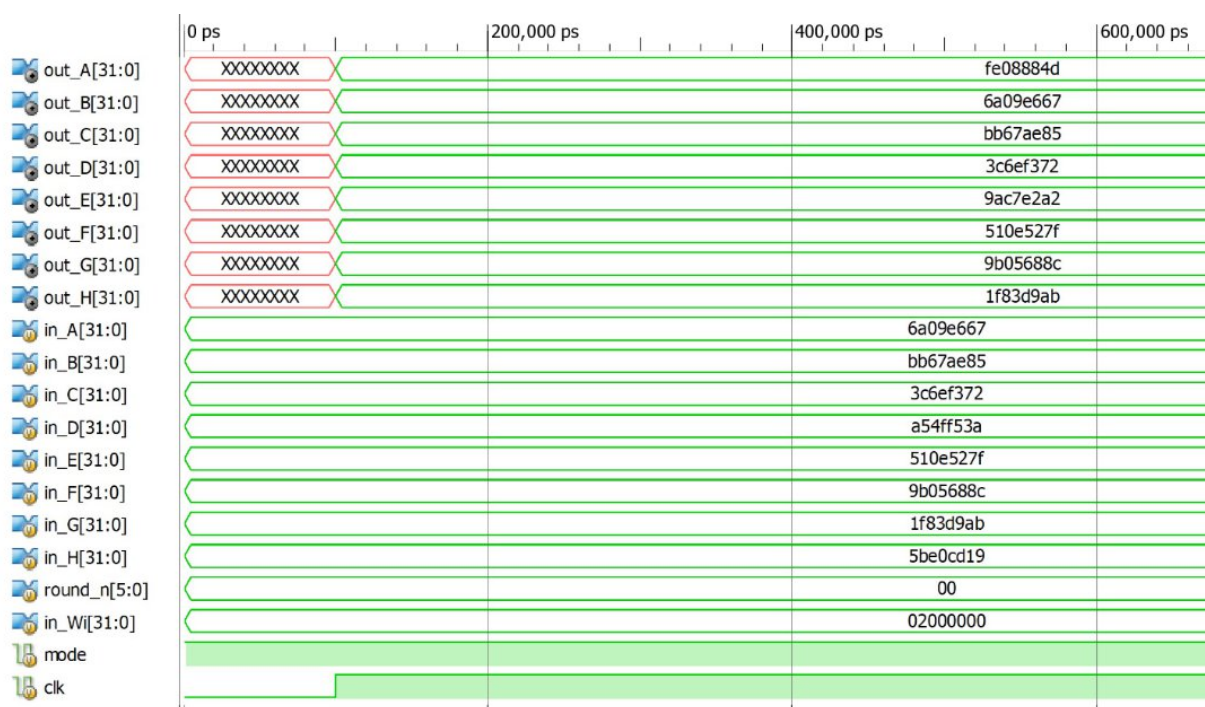 0 ps 200,000 ps 400,000 ps 600,000 ps
out_A[31:0] XXXXXXXX fe08884d
out_B[31:0] XXXXXXXX 6a09e667
out_C[31:0] XXXXXXXX bb67ae85
out_D[31:0] XXXXXXXX 3c6ef372
out_E[31:0] XXXXXXXX 9ac7e2a2
out_F[31:0] XXXXXXXX 510e527f
out_G[31:0] XXXXXXXX 9b05688c
out_H[31:0] XXXXXXXX 1f83d9ab
in_A[31:0] 6a09e667
in_B[31:0] bb67ae85
in_C[31:0] 3c6ef372
in_D[31:0] a54ff53a
in_E[31:0] 510e527f
in_F[31:0] 9b05688c
in_G[31:0] 1f83d9ab
in_H[31:0] 5be0cd19
round_n[5:0] 00
in_Wi[31:0] 02000000
mode
clk